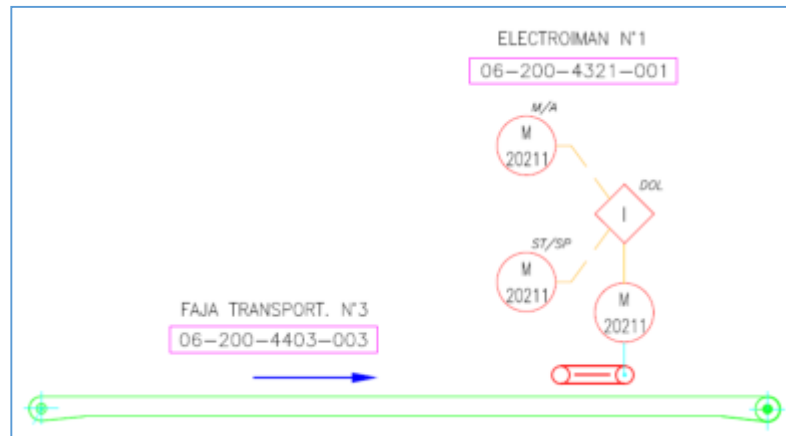 ELECTROIMAN N°1
06-200-4321-001
M/A
M
20211
DOL
I
ST/SP
M
20211
M
20211
FAJA TRANSPORT. N°3
06-200-4403-003